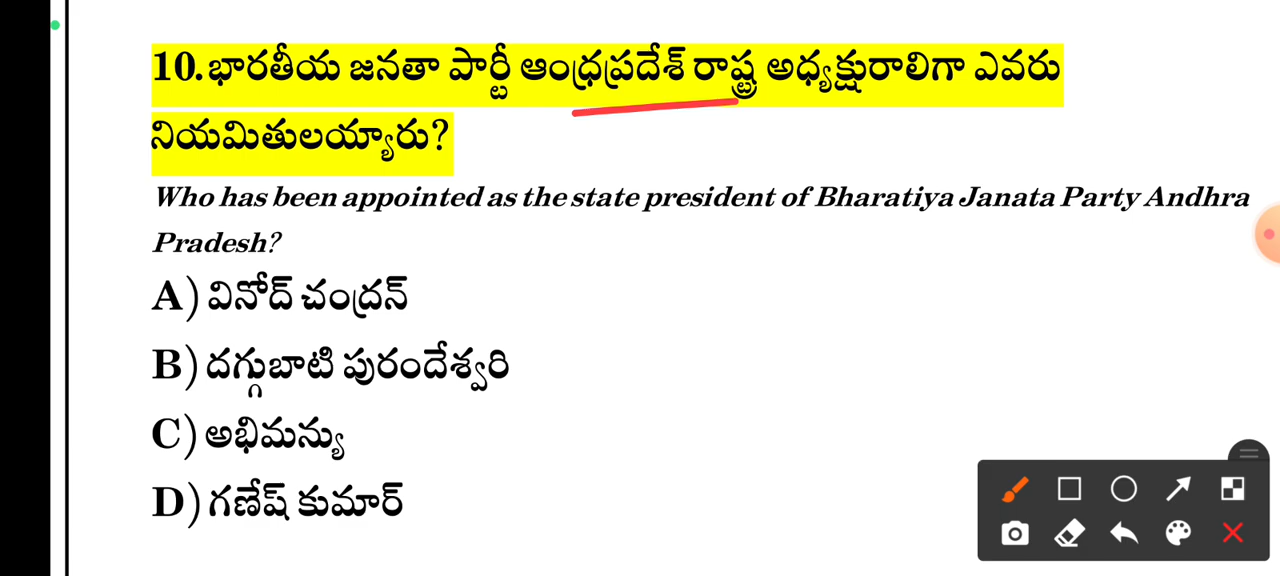 10.భారతీయ జనతా పార్టీ ఆంధ్రప్రదేశ్ రాష్ట్ర అధ్యక్షురాలిగా ఎవరు
నియమితులయ్యారు?
Who has been appointed as the state president of Bharatiya Janata Party Andhra
Pradesh?
A) వినోద్ చంద్రన్
B) దగ్గుబాటి పురందేశ్వరి
C) అభిమన్యు
D) గణేష్ కుమార్